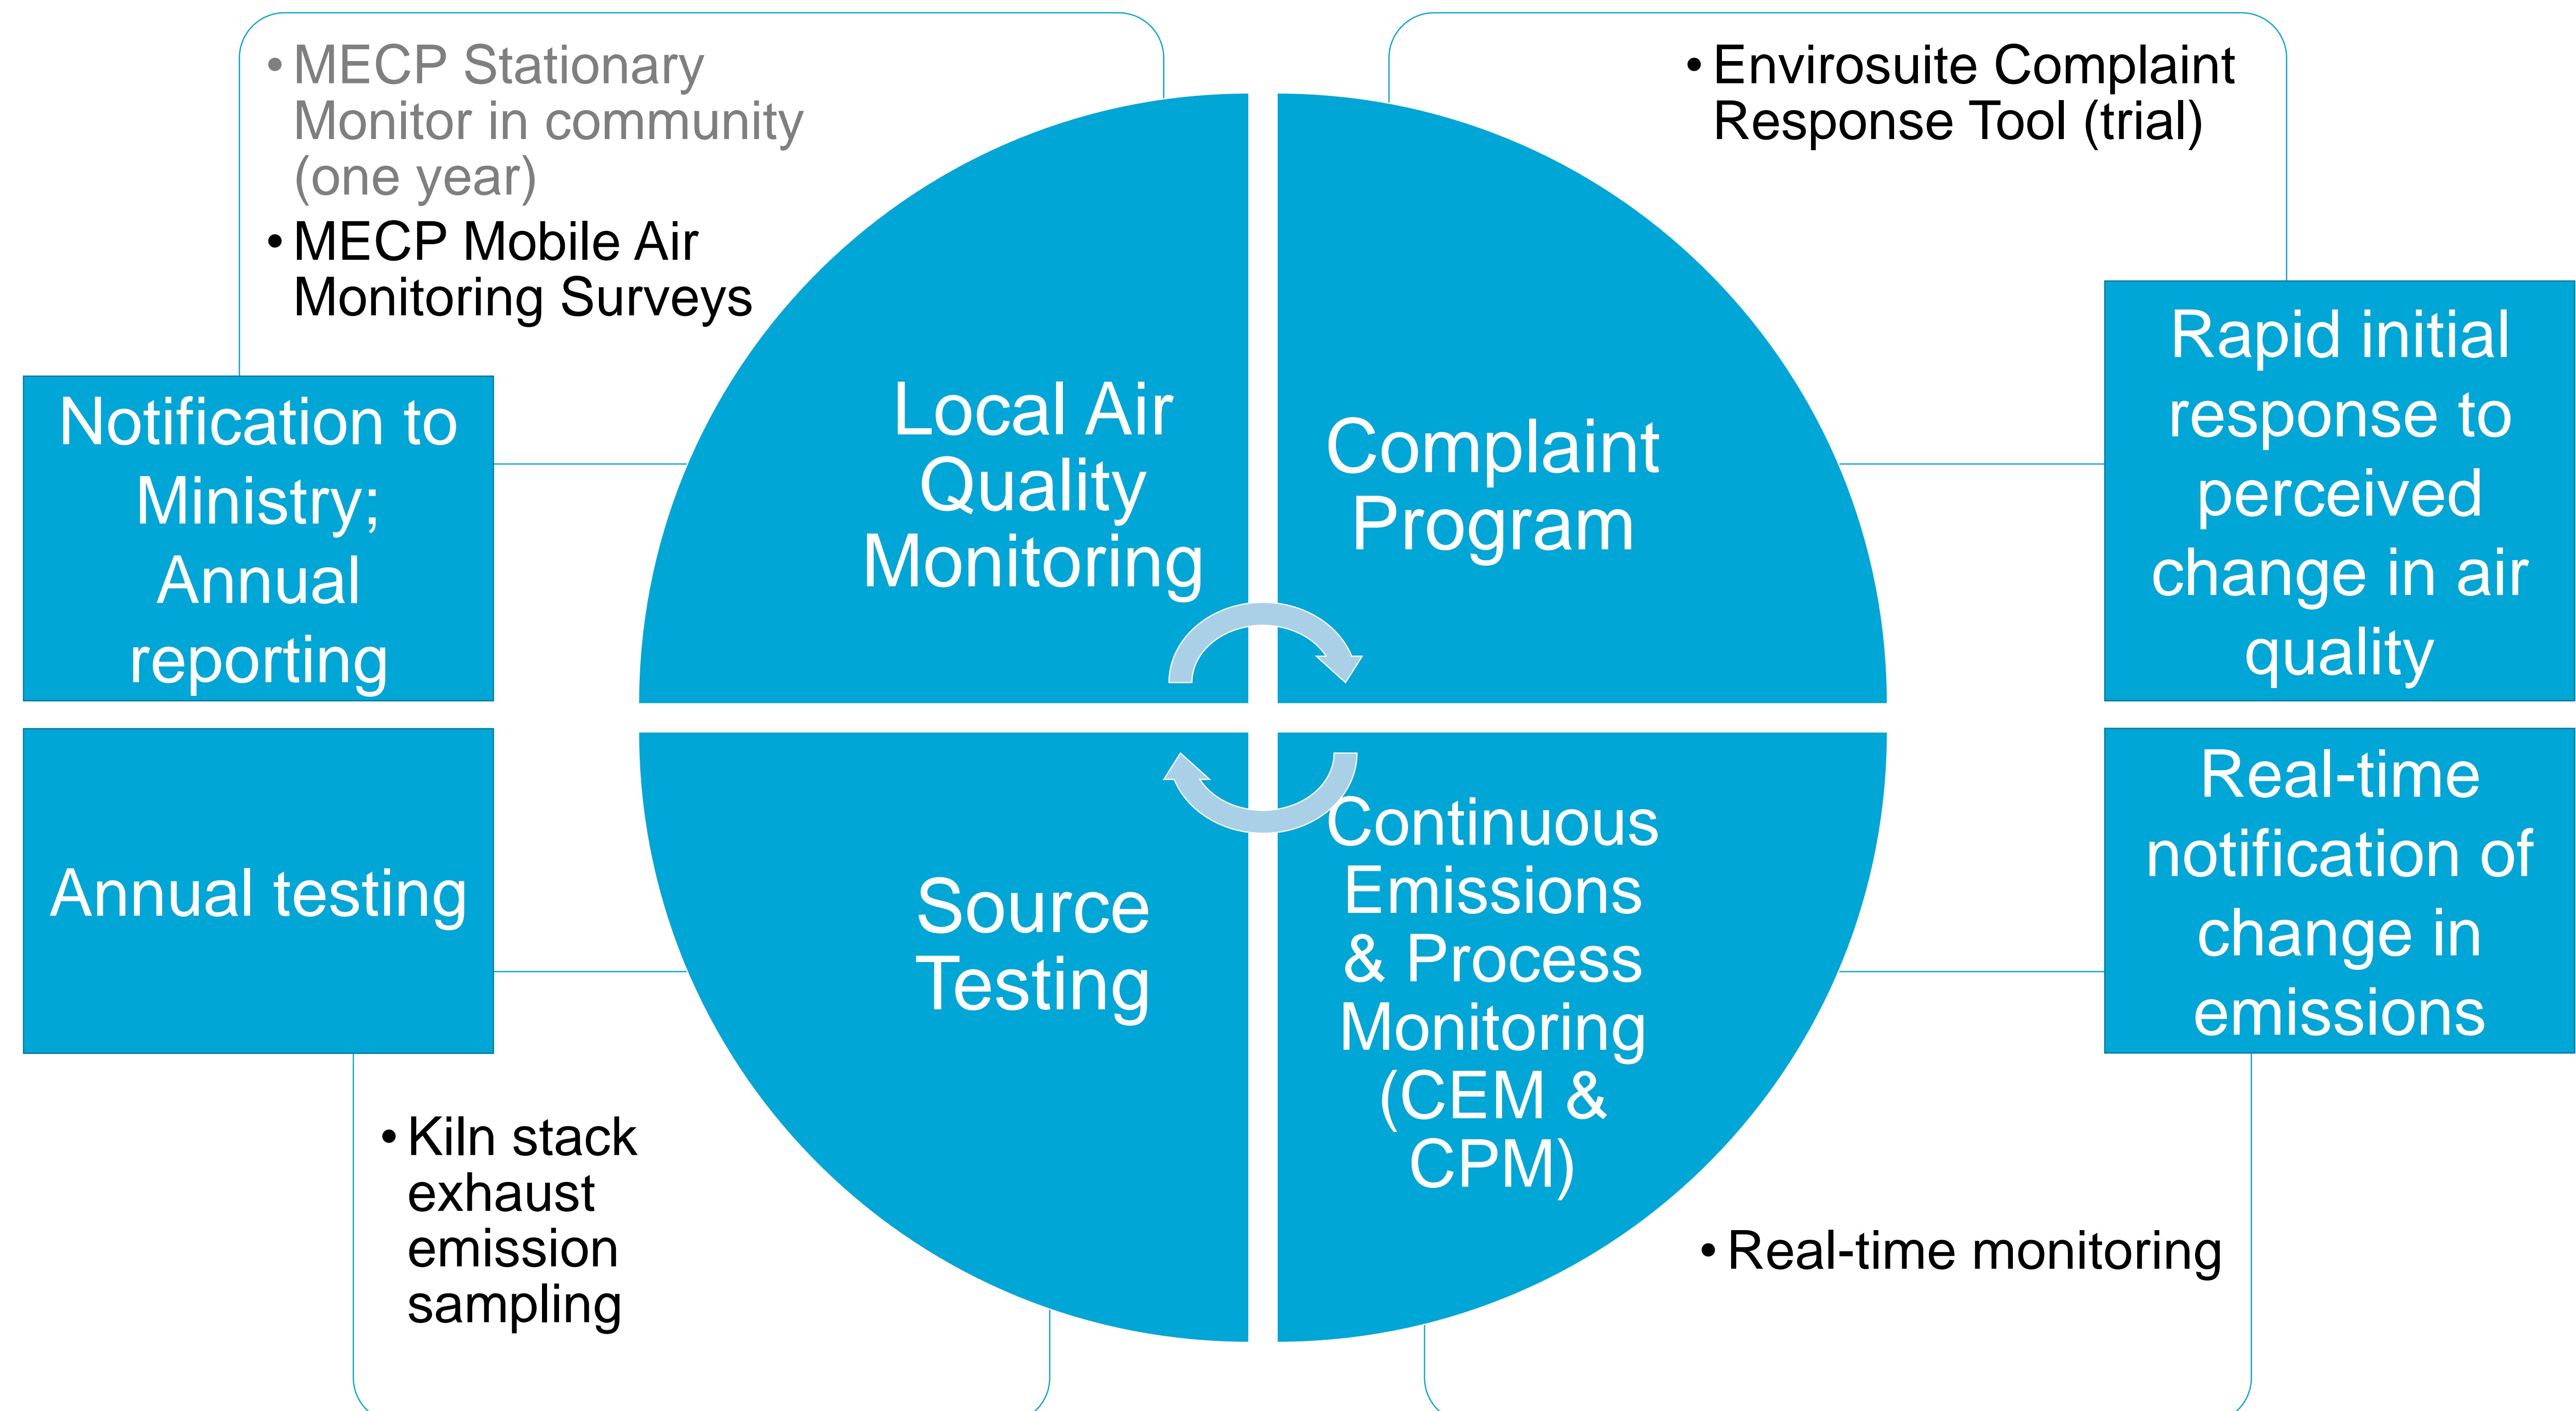 • MECP Stationary
Monitor in community
(one year)
• MECP Mobile Air
Monitoring Surveys
• Envirosuite Complaint
Response Tool (trial)
Notification to
Ministry;
Annual
reporting
Local Air
Quality
Monitoring
Complaint
Program
Rapid initial
response to
perceived
change in air
quality
Annual testing
Source
Testing
Continuous
Emissions
& Process
Monitoring
(CEM &
CPM)
Real-time
notification of
change in
emissions
• Kiln stack
exhaust
emission
sampling
• Real-time monitoring